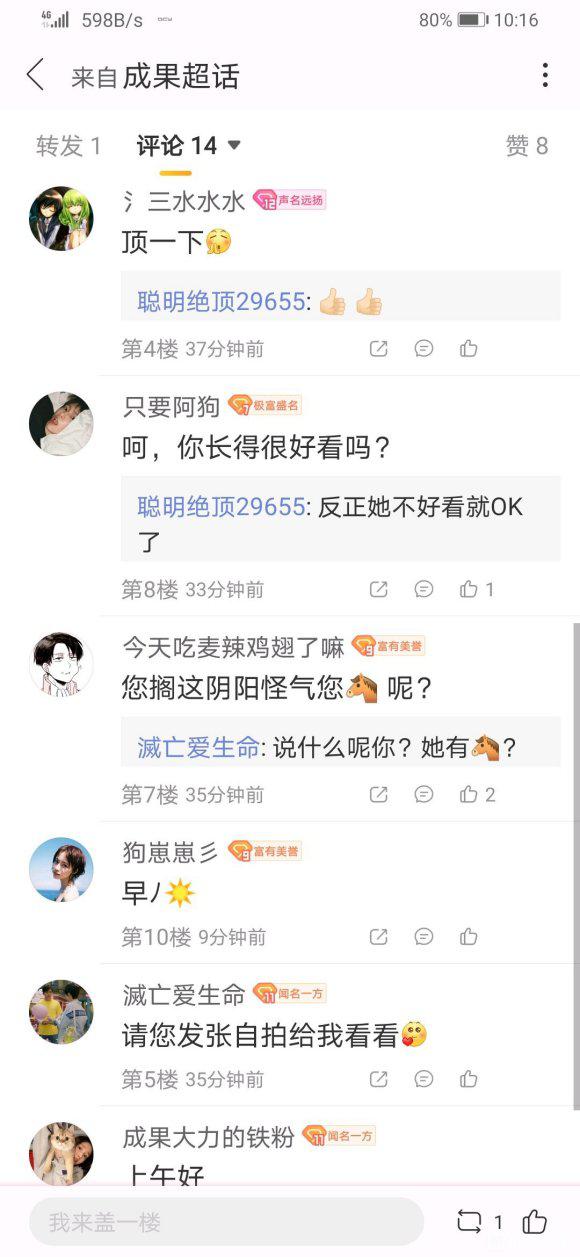 4G 598B/s 80% 10:16
来自成果超话
转发 1 评论 14 赞 8
氵三水水水 12 声名远扬
顶一下
聪明绝顶29655:
第4楼 37分钟前
只要阿狗 7 极富盛名
呵，你长得很好看吗？
聪明绝顶29655: 反正她不好看就OK
了
第8楼 33分钟前 1
今天吃麦辣鸡翅了嘛 9 富有美誉
您搁这阴阳怪气您🐴 呢？
滅亡爱生命: 说什么呢你？她有🐴？
第7楼 35分钟前 2
狗崽崽彡 9 富有美誉
早/☀️
第10楼 9分钟前
滅亡爱生命 11 闻名一方
请您发张自拍给我看看
第5楼 35分钟前
成果大力的铁粉 11 闻名一方
上午好
我来盖一楼 1